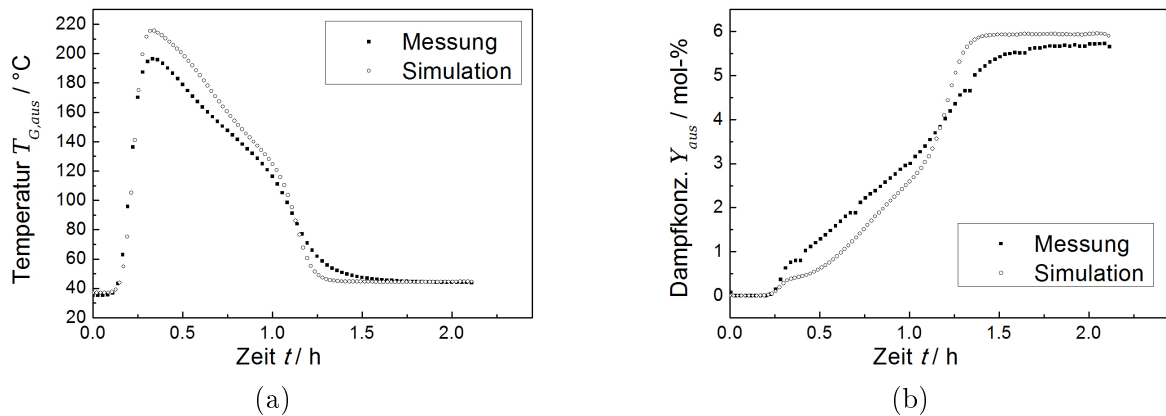 220
200
180
160
140
120
100
80
60
40
20
Temperatur T_G,aus / °C
Messung
Simulation
0.0 0.5 1.0 1.5 2.0
Zeit t / h
(a)
6
5
4
3
2
1
0
Dampfkonz. Y_aus / mol-%
Messung
Simulation
0.0 0.5 1.0 1.5 2.0
Zeit t / h
(b)